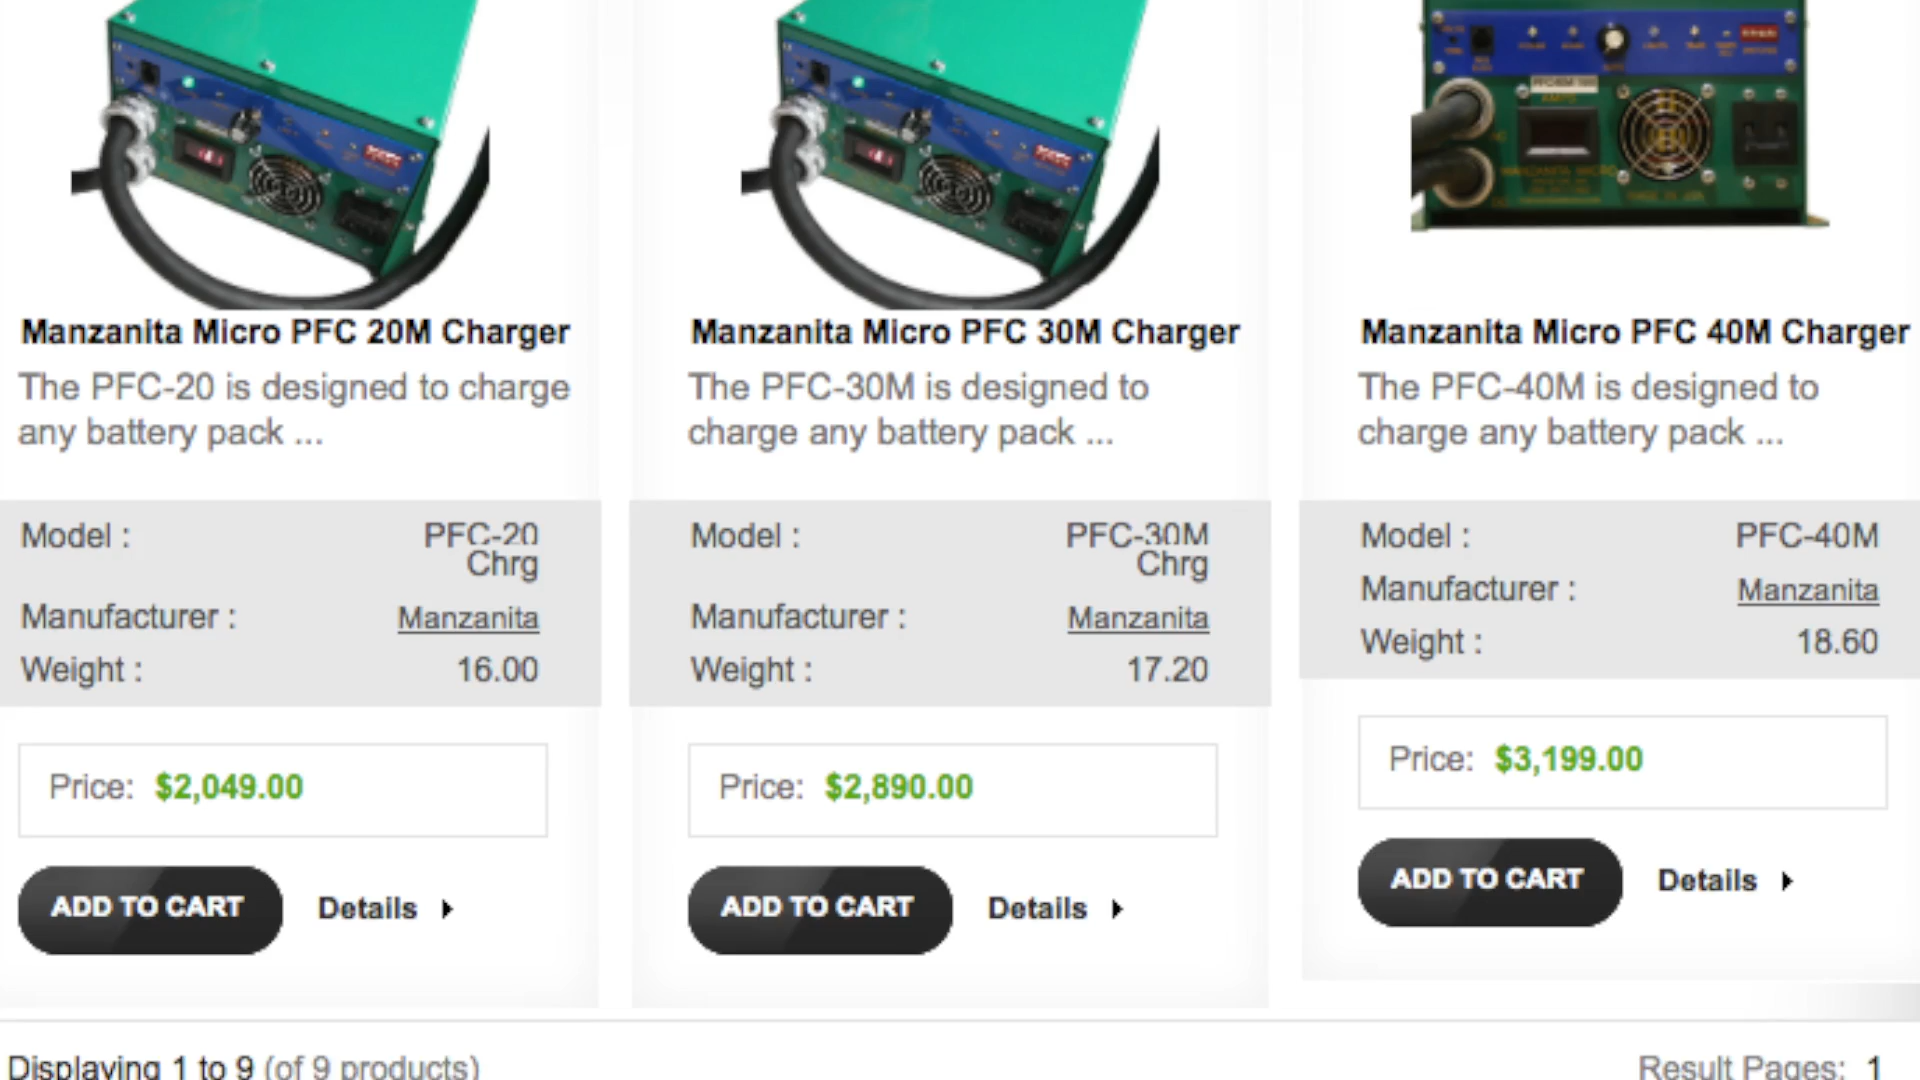 Manzanita Micro PFC 20M Charger
The PFC-20 is designed to charge
any battery pack ...
Model :
PFC-20
Chrg
Manufacturer :
Manzanita
Weight :
16.00
Price: $2,049.00
ADD TO CART
Details
Manzanita Micro PFC 30M Charger
The PFC-30M is designed to
charge any battery pack ...
Model :
PFC-30M
Chrg
Manufacturer :
Manzanita
Weight :
17.20
Price: $2,890.00
ADD TO CART
Details
MANZANITA MICRO
Manzanita Micro PFC 40M Charger
The PFC-40M is designed to
charge any battery pack ...
Model :
PFC-40M
Manufacturer :
Manzanita
Weight :
18.60
Price: $3,199.00
ADD TO CART
Details
Displaying 1 to 9 (of 9 products)
Result Pages: 1